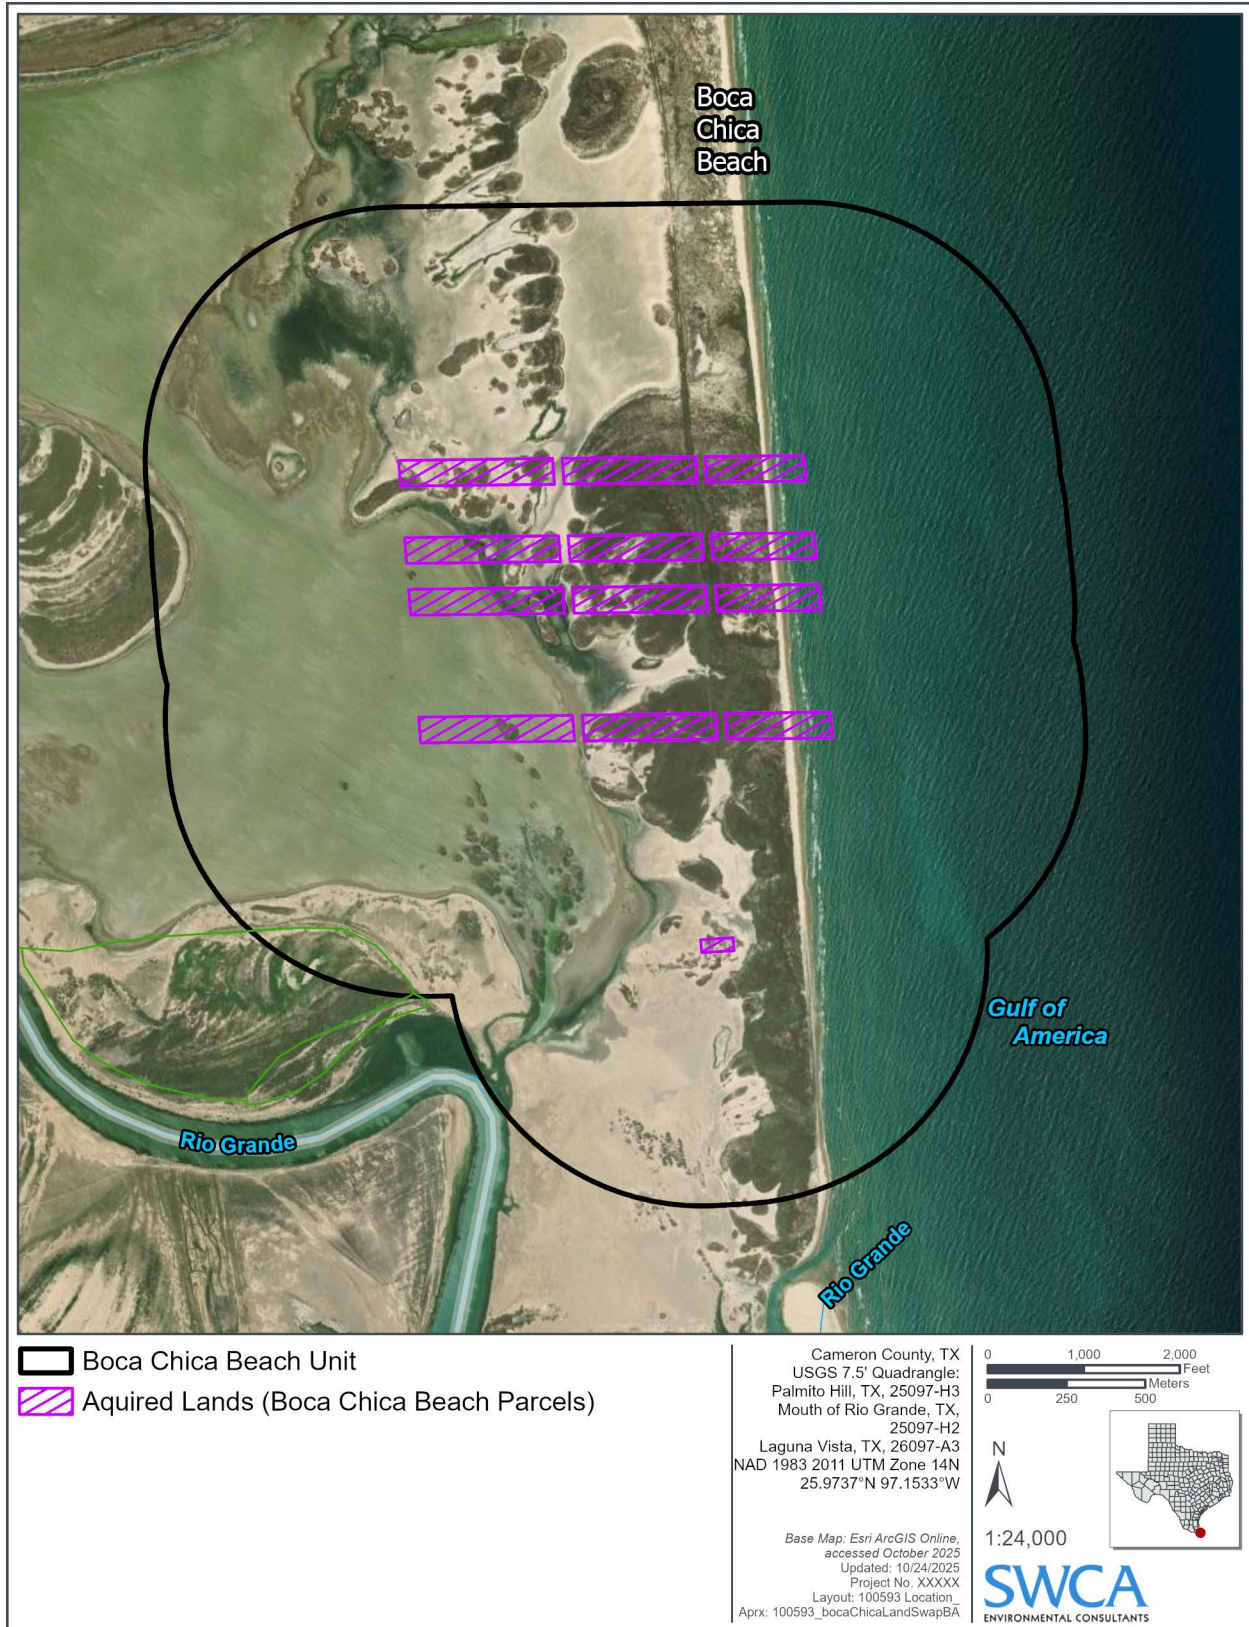 Boca
Chica
Beach
Gulf of
America
Rio Grande
Rio Grande
Boca Chica Beach Unit
Aquired Lands (Boca Chica Beach Parcels)
Cameron County, TX
USGS 7.5' Quadrangle:
Palmito Hill, TX, 25097-H3
Mouth of Rio Grande, TX,
25097-H2
Laguna Vista, TX, 26097-A3
NAD 1983 2011 UTM Zone 14N
25.9737°N 97.1533°W
Base Map: Esri ArcGIS Online,
accessed October 2025
Updated: 10/24/2025
Project No. XXXXX
Layout: 100593 Location_
Aprx: 100593_bocaChicaLandSwapBA
0 1,000 2,000
Feet
Meters
0 250 500
N
1:24,000
SWCA
ENVIRONMENTAL CONSULTANTS